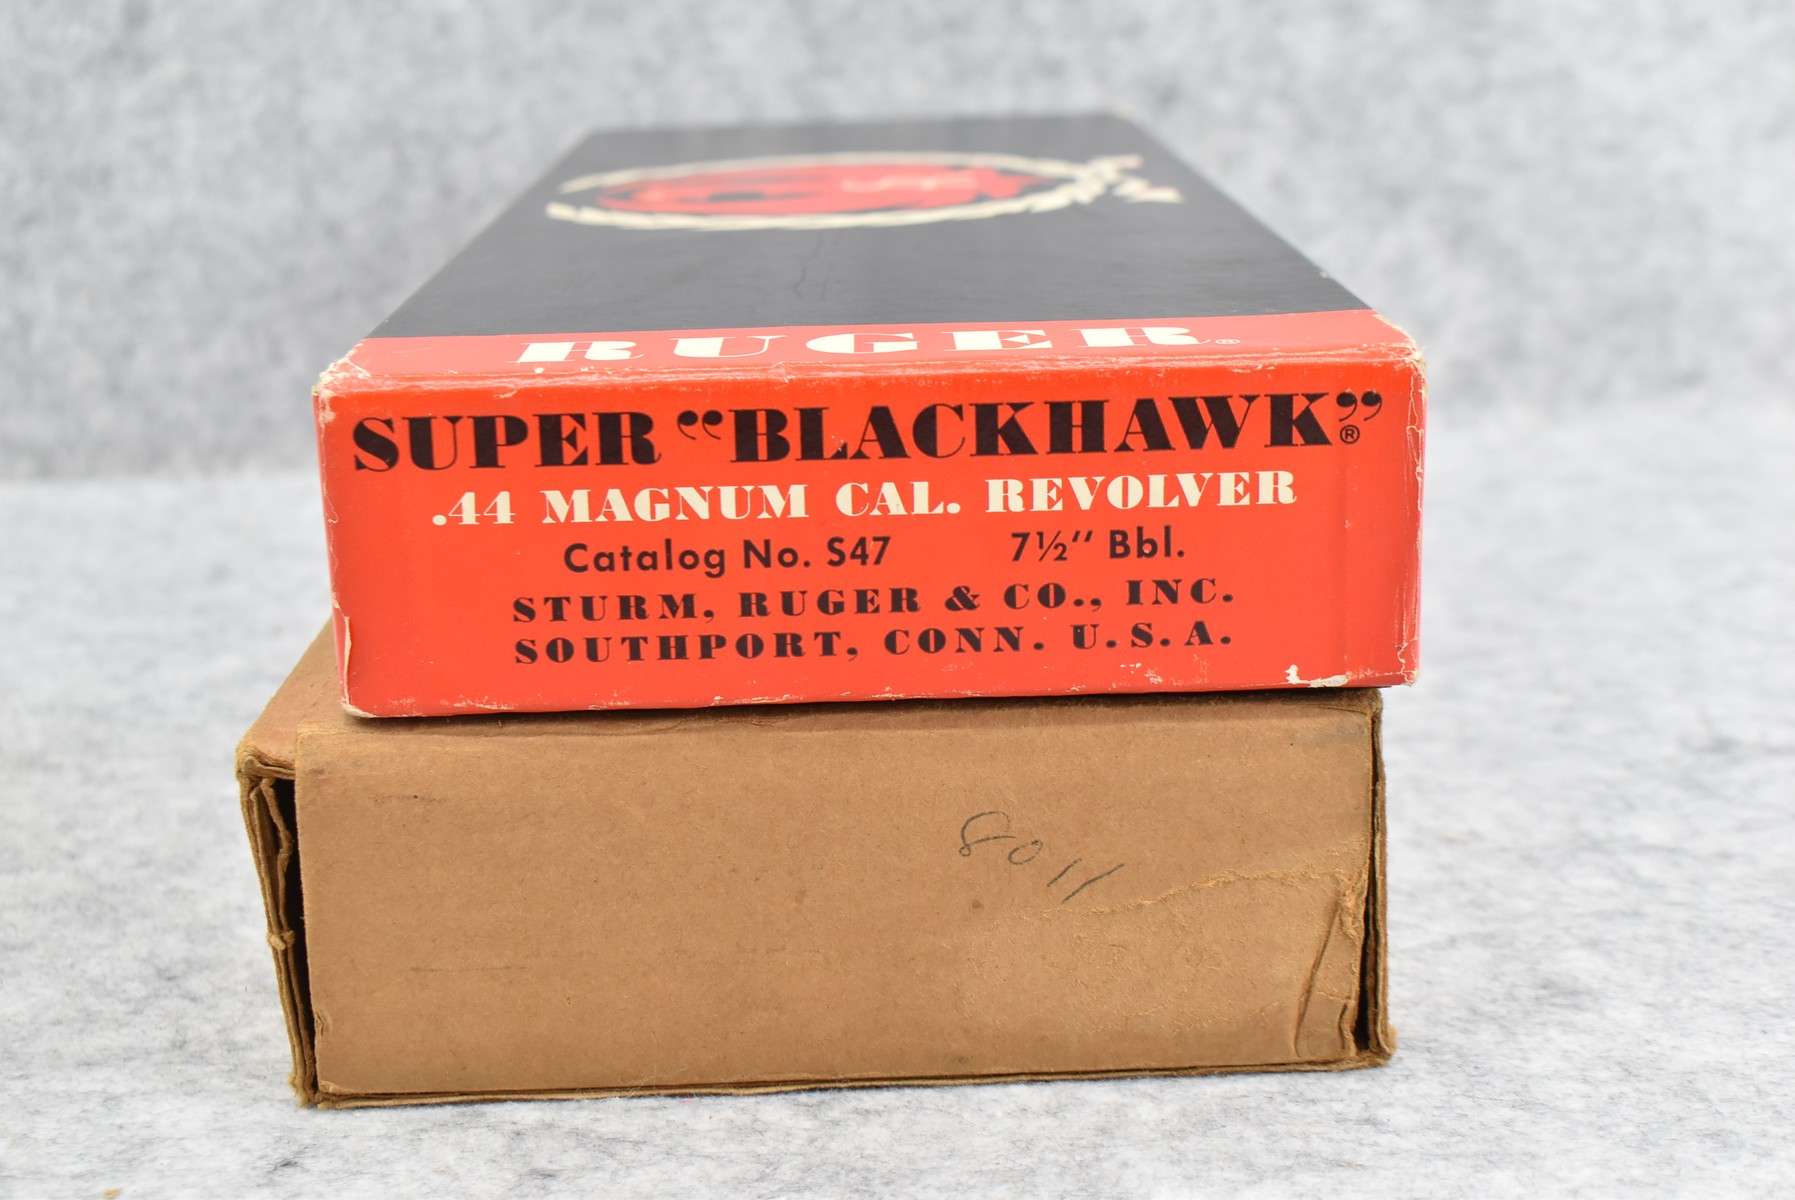 RUGER®
SUPER “BLACKHAWK”®
.44 MAGNUM CAL. REVOLVER
Catalog No. S47 7½" Bbl.
STURM, RUGER & CO., INC.
SOUTHPORT, CONN. U.S.A.
8011